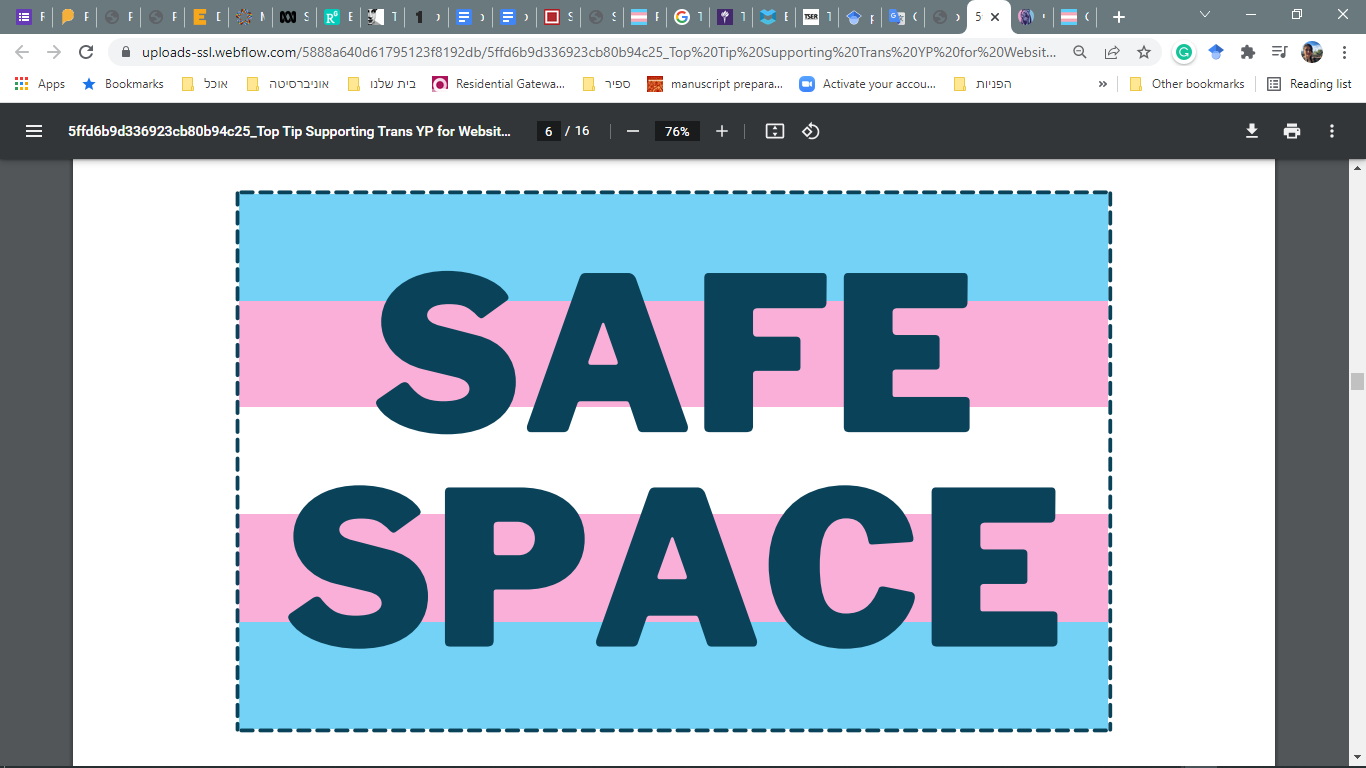 5
uploads-ssl.webflow.com/5888a640d61795123f8192db/5ffd6b9d336923cb80b94c25_Top%20Tip%20Supporting%20Trans%20YP%20for%20Websit...
Apps Bookmarks אוכל אוניברסיטה בית שלנו Residential Gatewa... ספיר manuscript prepara... Activate your accou... הפניות » Other bookmarks Reading list
5ffd6b9d336923cb80b94c25_Top Tip Supporting Trans YP for Websit... 6 / 16 76%
SAFE
SPACE